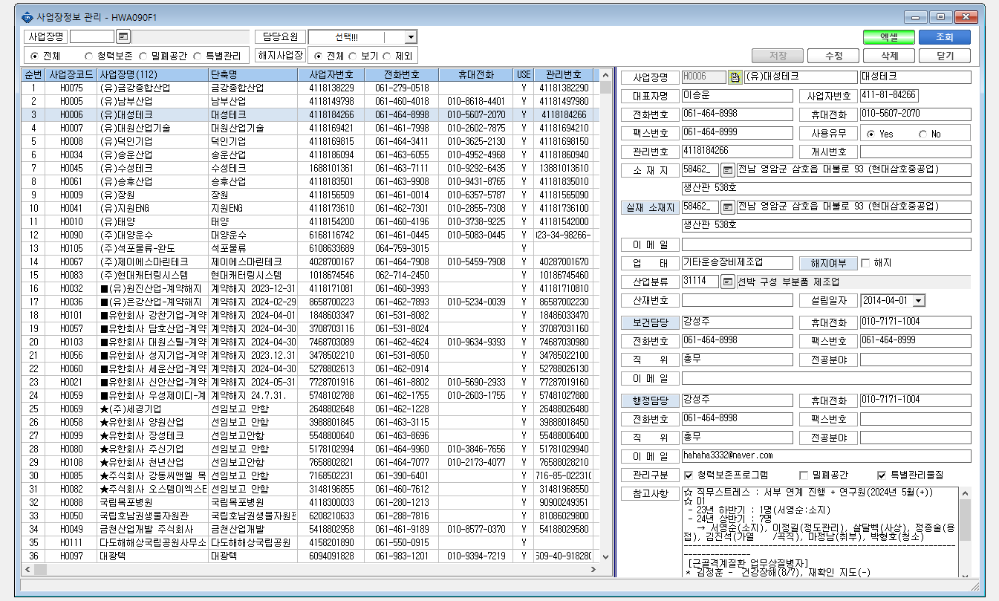 사업장정보 관리 - HWA090F1
사업장명 담당요원 선택!!! 엑셀 조회
전체 청력보존 밀폐공간 특별관리 해지사업장 전체 보기 제외 저장 수정 삭제 닫기
순번 사업장코드 사업장명(112) 단축명 사업자번호 전화번호 휴대전화 USE 관리번호
1 H0075 (유)금강종합산업 금강종합산업 4118138229 061-279-0518 Y 41181382290
2 H0005 (유)남부산업 남부산업 4118149798 061-460-4018 010-8618-4401 Y 41181497980
3 H0006 (유)대성테크 대성테크 4118184266 061-464-8998 010-5607-2070 Y 4118184266
4 H0007 (유)대원산업기술 대원산업기술 4118169421 061-461-7998 010-2602-7875 Y 41181694210
5 H0008 (유)덕인기업 덕인기업 4118169815 061-464-3411 010-3625-2130 Y 41181698150
6 H0034 (유)송운산업 송운산업 4118186094 061-463-6055 010-4952-4968 Y 41181860940
7 H0045 (유)수성테크 수성테크 1688101361 061-463-7111 010-9292-6435 Y 13881013610
8 H0061 (유)승후산업 승후산업 4118183501 061-463-9908 010-9431-8765 Y 41181835010
9 H0009 (유)장원 장원 4118156509 061-461-0014 010-6357-5787 Y 41181565090
10 H0041 (유)지원ENG 지원ENG 4118173610 061-462-7301 010-2855-7308 Y 41181736100
11 H0010 (유)태양 태양 4118154200 061-460-4196 010-3738-9225 Y 41181542000
12 H0090 (주)대양운수 대양운수 6168116742 061-461-0445 010-5083-0445 Y 123-34-98266-
13 H0105 (주)석포물류-완도 석포물류 6108633689 064-759-3015 Y
14 H0067 (주)제이에스마린테크 제이에스마린테크 4028700167 061-464-7908 010-5459-7908 Y 40287001670
15 H0083 (주)현대캐터링시스템 현대캐터링시스템 1018674546 062-714-2450 Y 10186745460
16 H0032 ■(유)원진산업-계약해지 계약해지 2023-12-31 4118171081 061-460-3993 Y 41181710810
17 H0036 ■(유)은강산업-계약해지 계약해지 2024-02-29 8658700223 061-462-7893 010-5234-0039 Y 86587002230
18 H0101 ■유한회사 강찬기업-계약 계약해지 2024-04-01 1848603347 061-531-8082 Y 18486033470
19 H0057 ■유한회사 담호산업-계약 계약해지 2024-04-30 3708703116 061-531-8024 Y 37087031160
20 H0103 ■유한회사 대원스틸-계약 계약해지 2024-04-30 7468703089 061-462-4624 010-9634-9393 Y 74687030980
21 H0056 ■유한회사 성지기업-계약 계약해지 2023.12.31 3478502210 061-531-8050 Y 34785022100
22 H0060 ■유한회사 세운산업-계약 계약해지 2024-04-30 5278802613 061-462-0914 Y 52788026130
23 H0021 ■유한회사 신안산업-계약 계약해지 2024-05-31 7728701916 061-461-8802 010-5690-2933 Y 77287019160
24 H0059 ■유한회사 우성제이디-계 계약해지 24.7.31. 5748102788 061-462-1755 010-2603-1755 Y 57481027880
25 H0069 ★(주)세경기업 선임보고 안함 2648802648 061-462-1228 Y 26488026480
26 H0058 ★유한회사 양원산업 선임보고 안함 3988801845 061-463-3115 Y 39888018450
27 H0099 ★유한회사 장성테크 선임보고안함 5548800640 061-463-8696 Y 55488006400
28 H0080 ★유한회사 주신기업 선임보고 안함 5178102994 061-464-9960 010-3846-7656 Y 51781029940
29 H0108 ★유한회사 천년산업 선임보고 안함 7658802821 061-464-7077 010-2173-4077 Y 76588028210
30 H0085 ★주식회사 강동씨앤엘 목 선임보고 안함 7168502231 061-390-6401 Y 716-85-022310
31 H0082 ★주식회사 오스템이엑스티 선임보고 안함 3148196855 061-460-7612 Y 31481968550
32 H0088 국립목포병원 국립목포병원 4118300033 061-280-1213 Y 90900249351
33 H0050 국립호남권생물자원관 국립호남권생물자원관 6208210633 061-288-7816 Y 81086029800
34 H0049 금천산업개발 주식회사 금천산업개발 5418802958 061-461-9189 010-8577-0370 Y 54188029580
35 H0111 다도해해상국립공원사무소 다도해해상국립공원 4158201890 061-550-0915 Y
36 H0097 대광텍 대광텍 6094091828 061-983-1201 010-9394-7219 Y 609-40-918280
사업장명 H0006 (유)대성테크 대성테크
대표자명 이승운 사업자번호 411-81-84266
전화번호 061-464-8998 휴대전화 010-5607-2070
팩스번호 061-464-8999 사용유무 Yes No
관리번호 4118184266 개시번호
소 재 지 58462_ 전남 영암군 삼호읍 대불로 93 (현대삼호중공업)
생산관 538호
실재 소재지 58462_ 전남 영암군 삼호읍 대불로 93 (현대삼호중공업)
생산관 538호
이 메 일
업 태 기타운송장비제조업 해지여부 해지
산업분류 31114 선박 구성 부분품 제조업
산재번호 설립일자 2014-04-01
보건담당 강성주 휴대전화 010-7171-1004
전화번호 061-464-8998 팩스번호 061-464-8999
직 위 총무 전공분야
이 메 일
행정담당 강성주 휴대전화 010-7171-1004
전화번호 061-464-8998 팩스번호
직 위 총무 전공분야
이 메 일 hahaha3332@naver.com
관리구분 청력보존프로그램 밀폐공간 특별관리물질
참고사항 ☆ 직무스트레스 : 서부 연계 진행 + 연구원(2024년 5월(+))
☆ D1
- 23년 하반기 : 1명(서영순:소지)
- 24년 상반기 : 7명
→ 서영순(소지), 이정길(정도관리), 살달백(사상), 정종술(용
접), 김진석(가열 /곡직), 마정남(취부), 박형호(청소)
--------------------------------------------------
---------------
[근골격계질환 업무상질병자]
* 김정훈 - 건강장해(8/7), 재확인 지도(-)